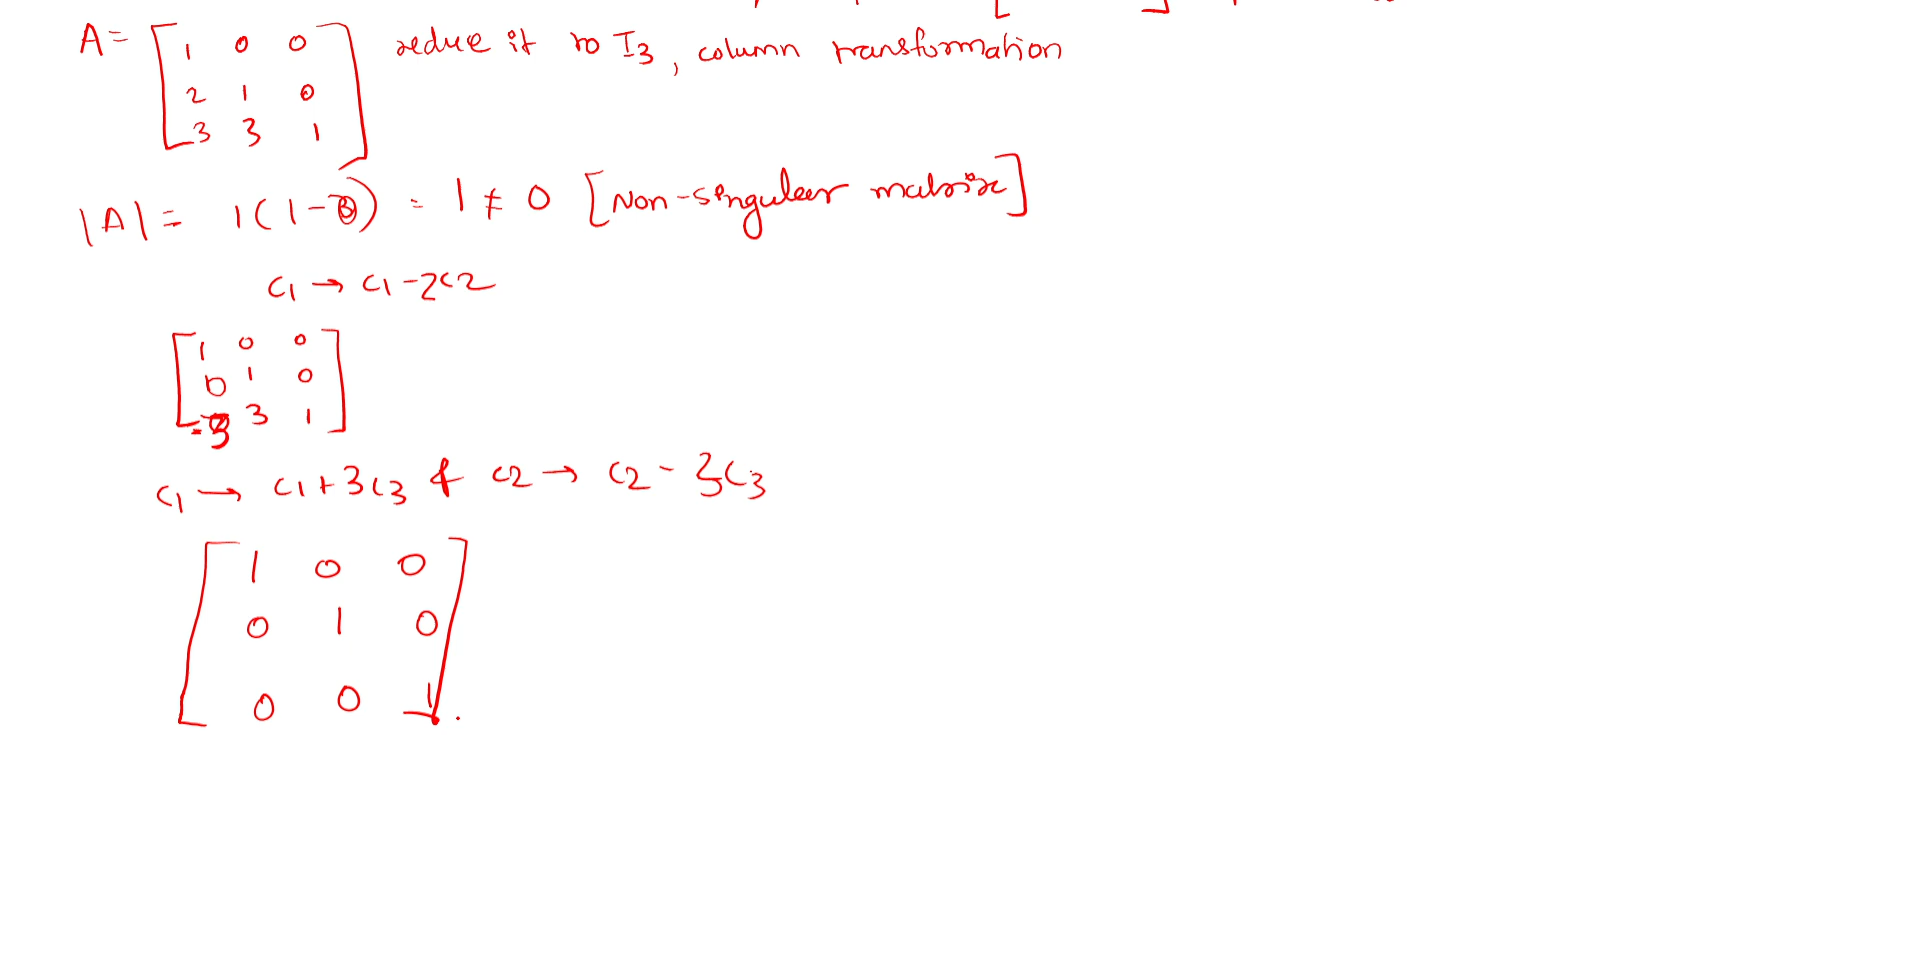 A = [ 1 0 0 reduce it to I3, column transformation
2 1 0
3 3 1 ]
|A| = 1(1-0) = 1 ≠ 0 [Non-singular matrix]
C1 → C1 - 2C2
[ 1 0 0
0 1 0
-3 3 1 ]
C1 → C1 + 3C3 & C2 → C2 - 3C3
[ 1 0 0
0 1 0
0 0 1 ].